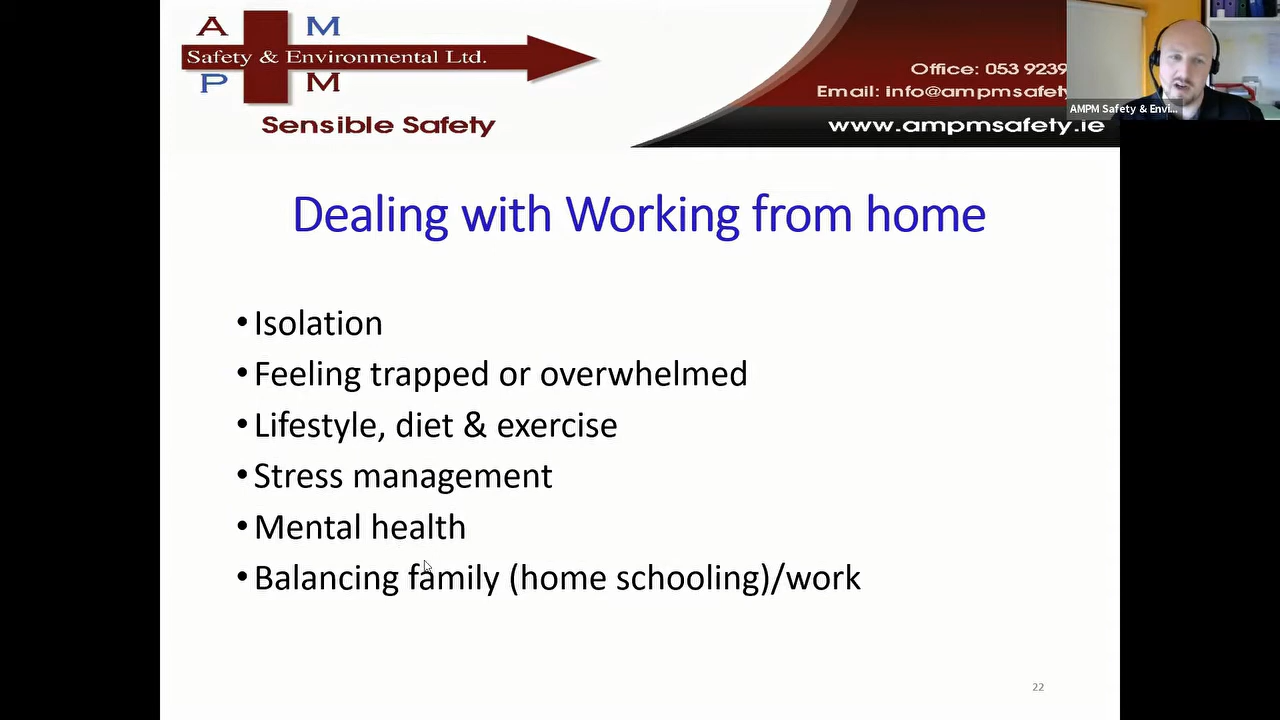 A M
Safety & Environmental Ltd.
P M
Sensible Safety
Office: 053 9239
Email: info@ampmsafety
www.ampmsafety.ie
AMPM Safety & Envi...
Dealing with Working from home
• Isolation
• Feeling trapped or overwhelmed
• Lifestyle, diet & exercise
• Stress management
• Mental health
• Balancing family (home schooling)/work
22